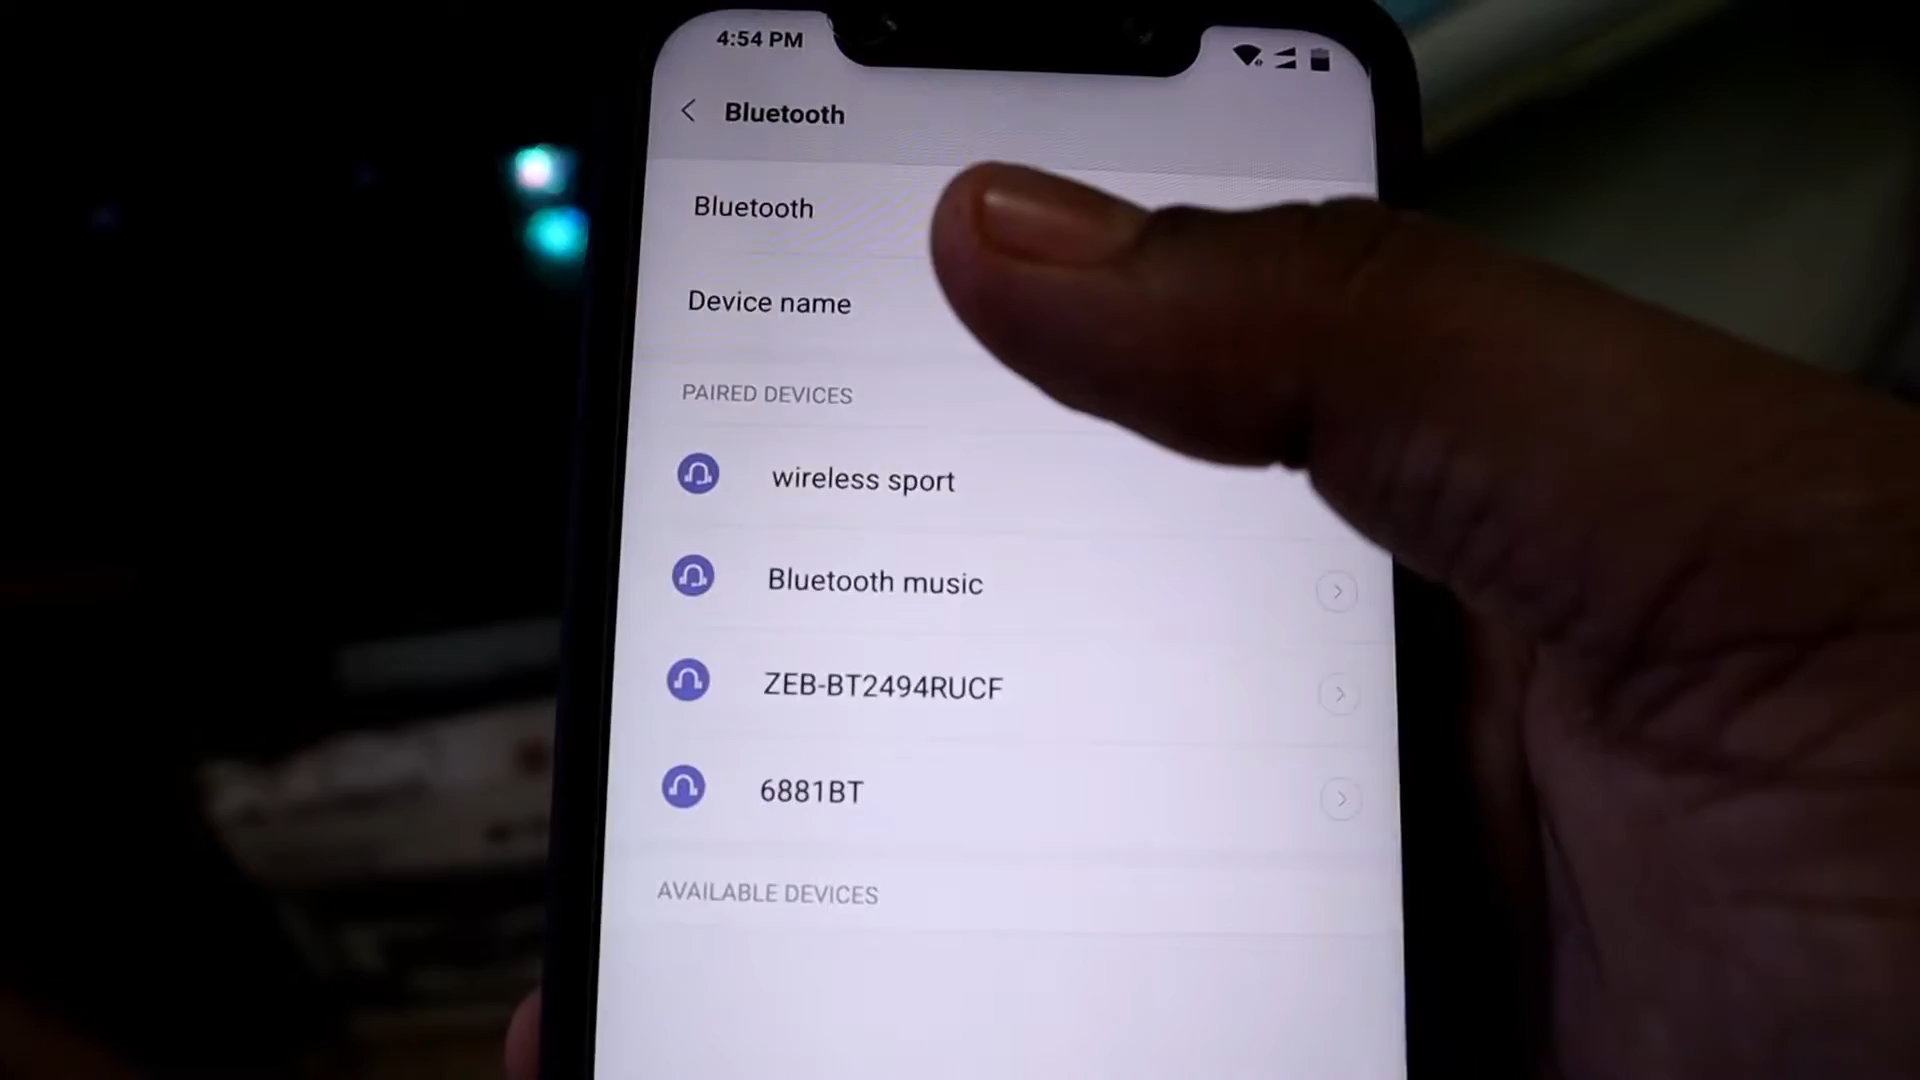 4:54 PM
Bluetooth
Bluetooth
Device name
PAIRED DEVICES
wireless sport
Bluetooth music
ZEB-BT2494RUCF
6881BT
AVAILABLE DEVICES